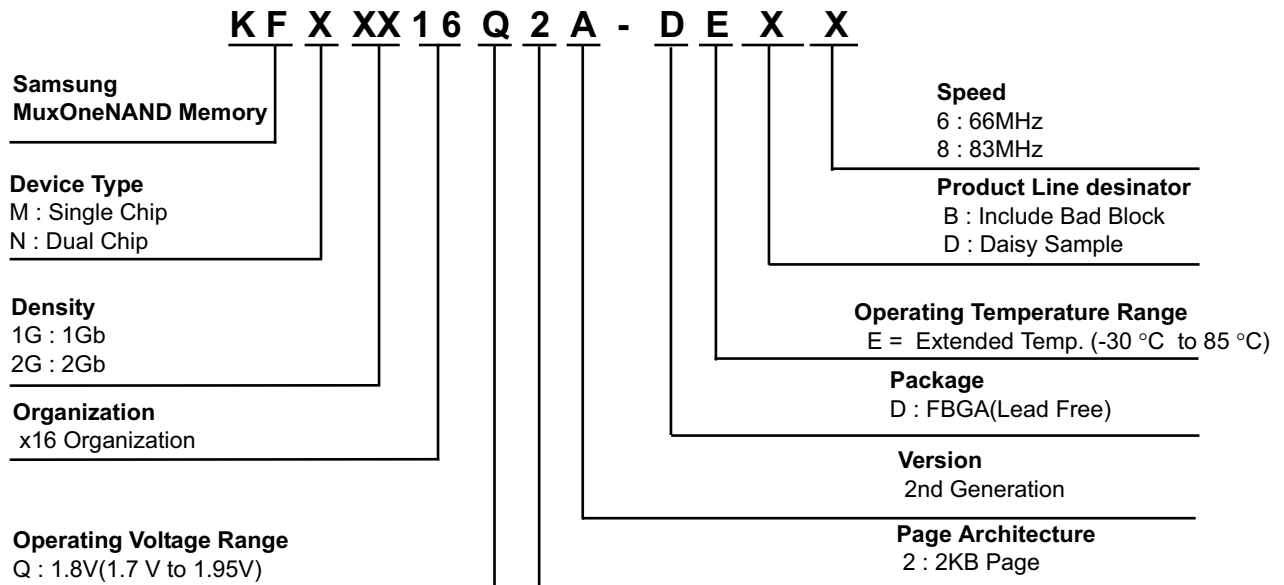 K F X XX 1 6 Q 2 A - D E X X
Samsung
MuxOneNAND Memory
Device Type
M : Single Chip
N : Dual Chip
Density
1G : 1Gb
2G : 2Gb
Organization
x16 Organization
Operating Voltage Range
Q : 1.8V(1.7 V to 1.95V)
Speed
6 : 66MHz
8 : 83MHz
Product Line desinator
B : Include Bad Block
D : Daisy Sample
Operating Temperature Range
E = Extended Temp. (-30 °C to 85 °C)
Package
D : FBGA(Lead Free)
Version
2nd Generation
Page Architecture
2 : 2KB Page